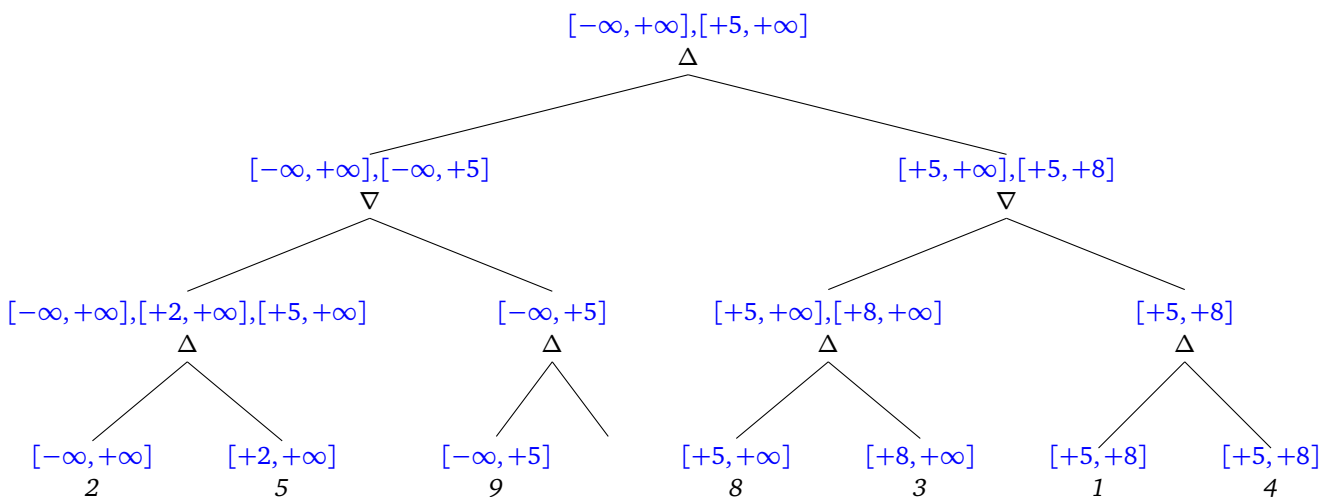 [−∞, +∞],[+5, +∞]
Δ
[−∞, +∞],[−∞, +5] [+5, +∞],[+5, +8]
∇ ∇
[−∞, +∞],[+2, +∞],[+5, +∞] [−∞, +5] [+5, +∞],[+8, +∞] [+5, +8]
Δ Δ Δ Δ
[−∞, +∞] [+2, +∞] [−∞, +5] [+5, +∞] [+8, +∞] [+5, +8] [+5, +8]
2 5 9 8 3 1 4